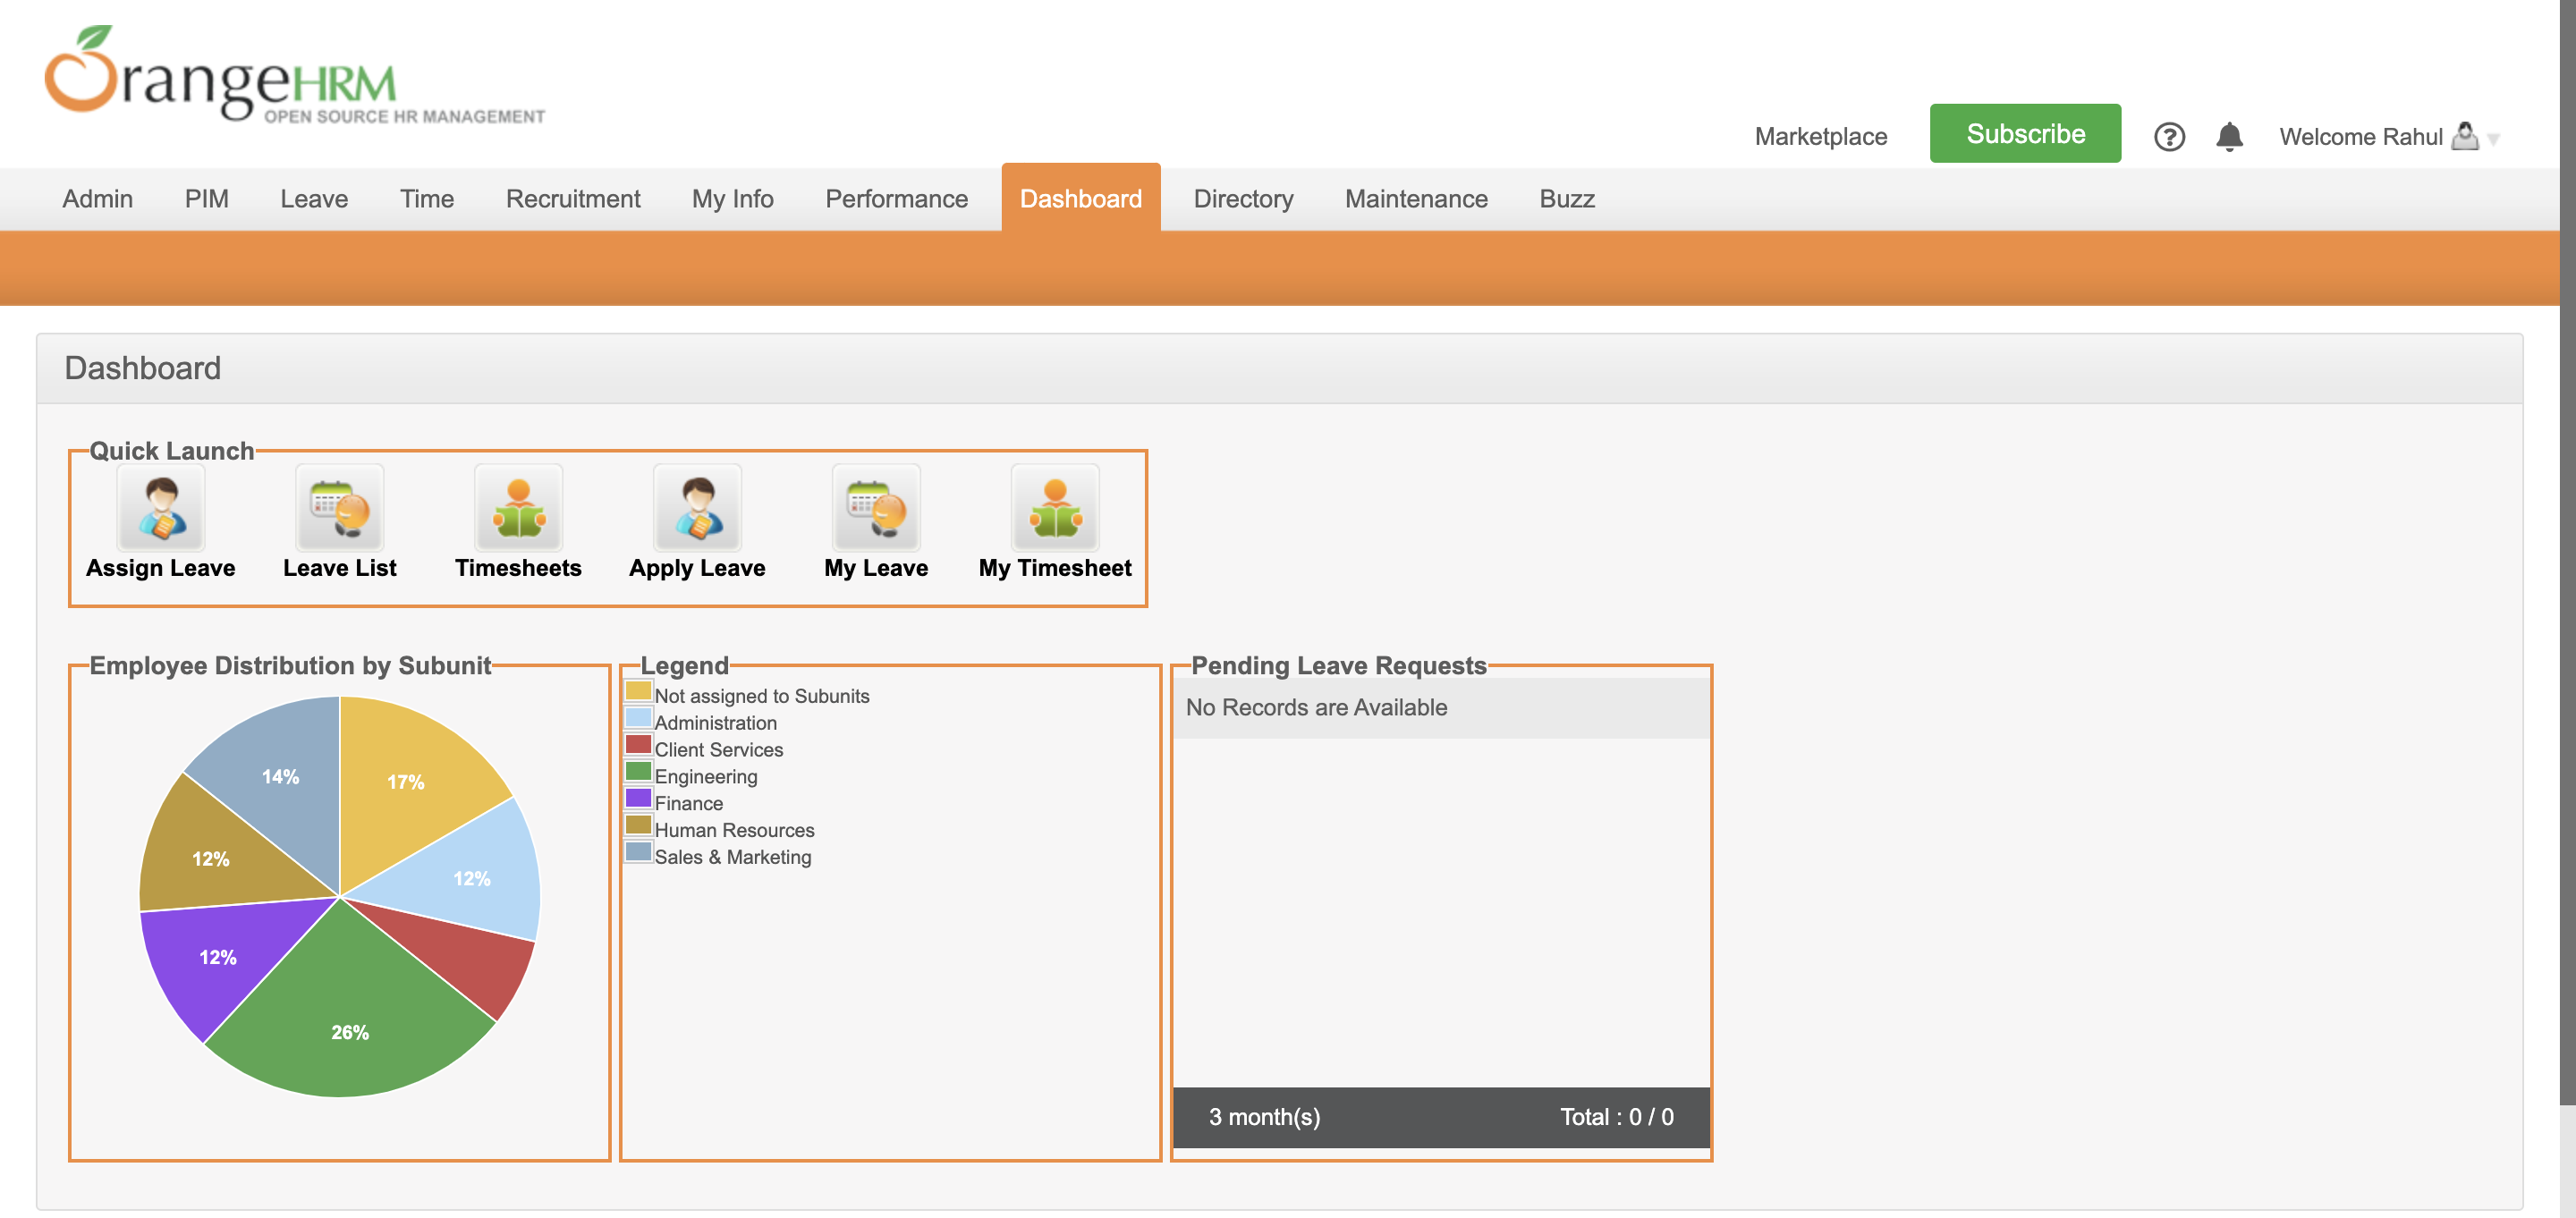 OrangeHRM
OPEN SOURCE HR MANAGEMENT
Marketplace
Subscribe
?
Welcome Rahul
Admin PIM Leave Time Recruitment My Info Performance Dashboard Directory Maintenance Buzz
Dashboard
Quick Launch
Assign Leave Leave List Timesheets Apply Leave My Leave My Timesheet
Employee Distribution by Subunit
14%
17%
12%
12%
12%
26%
Legend
Not assigned to Subunits
Administration
Client Services
Engineering
Finance
Human Resources
Sales & Marketing
Pending Leave Requests
No Records are Available
3 month(s) Total : 0 / 0